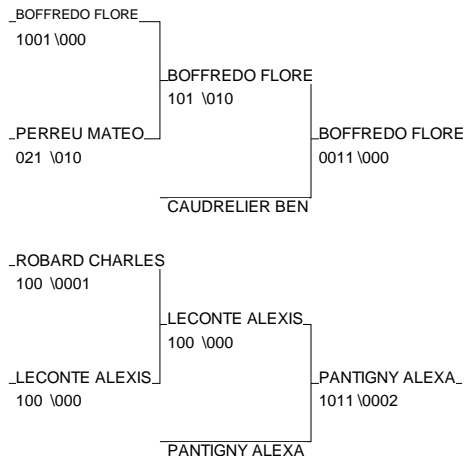 BOFFREDO FLORE
1001 \000
BOFFREDO FLORE
101 \010
PERREU MATEO
021 \010
BOFFREDO FLORE
0011 \000
CAUDRELIER BEN
ROBARD CHARLES
100 \0001
LECONTE ALEXIS
100 \000
LECONTE ALEXIS
100 \000
PANTIGNY ALEXA
1011 \0002
PANTIGNY ALEXA